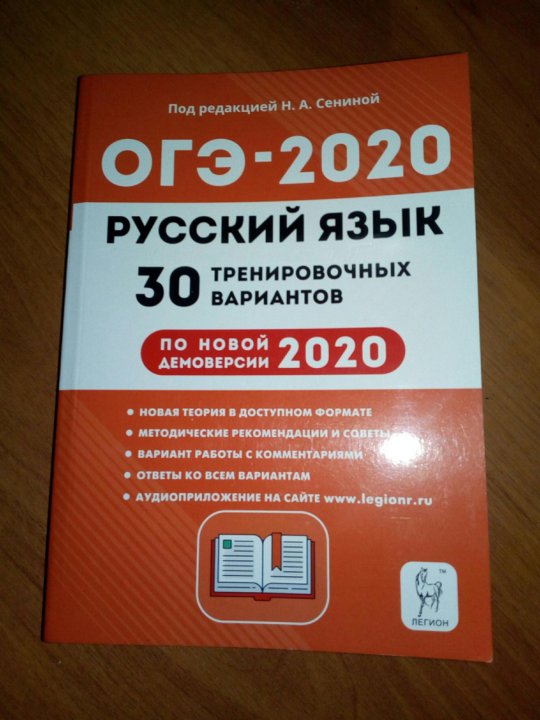 Под редакцией Н. А. Сениной
ОГЭ-2020
РУССКИЙ ЯЗЫК
30 ТРЕНИРОВОЧНЫХ
ВАРИАНТОВ
ПО НОВОЙ
ДЕМОВЕРСИИ 2020
• НОВАЯ ТЕОРИЯ В ДОСТУПНОМ ФОРМАТЕ
• МЕТОДИЧЕСКИЕ РЕКОМЕНДАЦИИ И СОВЕТЫ
• ВАРИАНТ РАБОТЫ С КОММЕНТАРИЯМИ
• ОТВЕТЫ КО ВСЕМ ВАРИАНТАМ
• АУДИОПРИЛОЖЕНИЕ НА САЙТЕ www.legionr.ru
TM
ЛЕГИОН